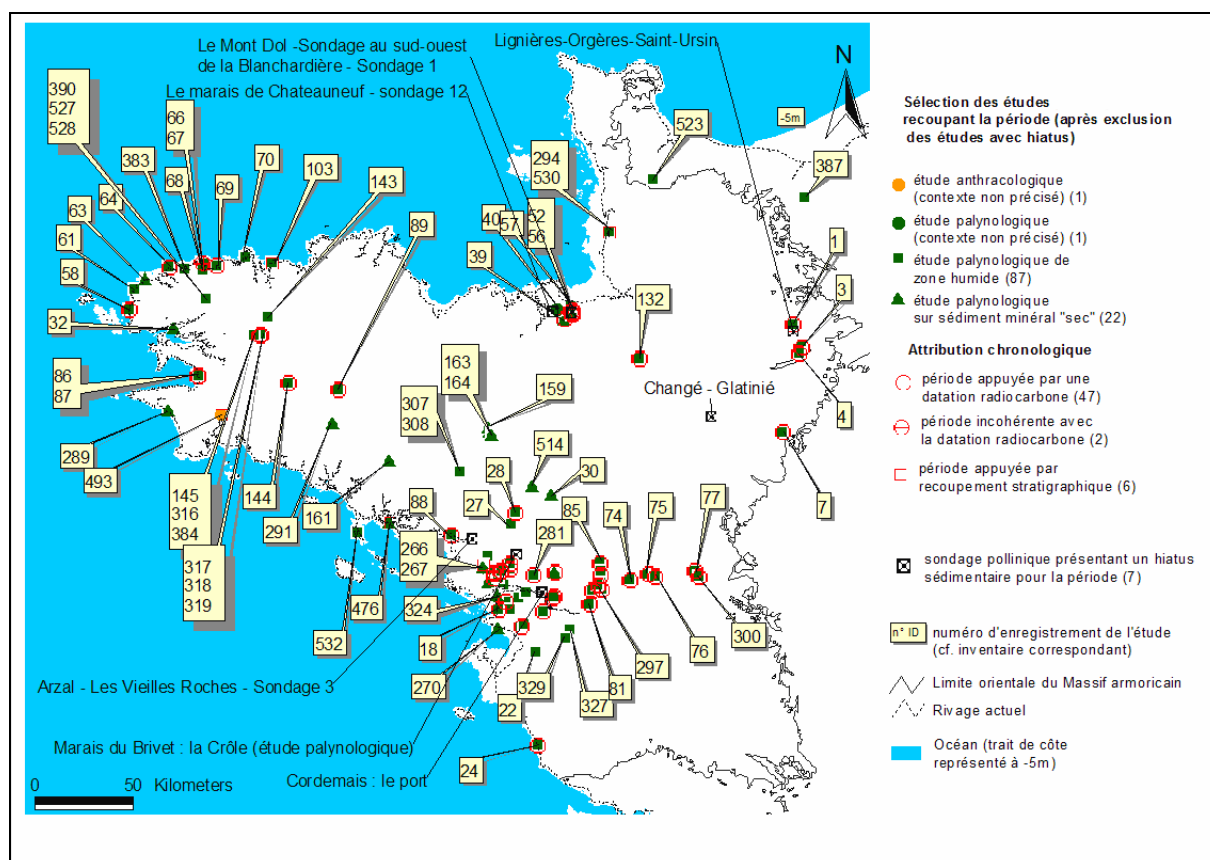 Le Mont Dol -Sondage au sud-ouest
de la Blanchardière - Sondage 1
Le marais de Chateauneuf - sondage 12
Lignières-Orgères-Saint-Ursin
N
-5m
390
527
528
66
67
383
68
70
69
103
143
64
63
61
58
89
40
57
52
56
39
294
530
523
387
1
3
132
32
86
87
163
164
159
Changé - Glatinié
4
307
308
289
493
514
28
30
7
145
316
384
144
291
161
88
27
85
74
75
77
281
317
318
319
266
267
476
324
532
18
300
76
297
Arzal - Les Vieilles Roches - Sondage 3
270
22
329
327
81
Marais du Brivet : la Crôle (étude palynologique)
24
Cordemais : le port
0 50 Kilometers
Sélection des études
recoupant la période (après exclusion
des études avec hiatus)
étude anthracologique
(contexte non précisé) (1)
étude palynologique
(contexte non précisé) (1)
étude palynologique de
zone humide (87)
étude palynologique
sur sédiment minéral "sec" (22)
Attribution chronologique
période appuyée par une
datation radiocarbone (47)
période incohérente avec
la datation radiocarbone (2)
période appuyée par
recoupement stratigraphique (6)
sondage pollinique présentant un hiatus
sédimentaire pour la période (7)
n° ID numéro d'enregistrement de l'étude
(cf. inventaire correspondant)
Limite orientale du Massif armoricain
Rivage actuel
Océan (trait de côte
représenté à -5m)